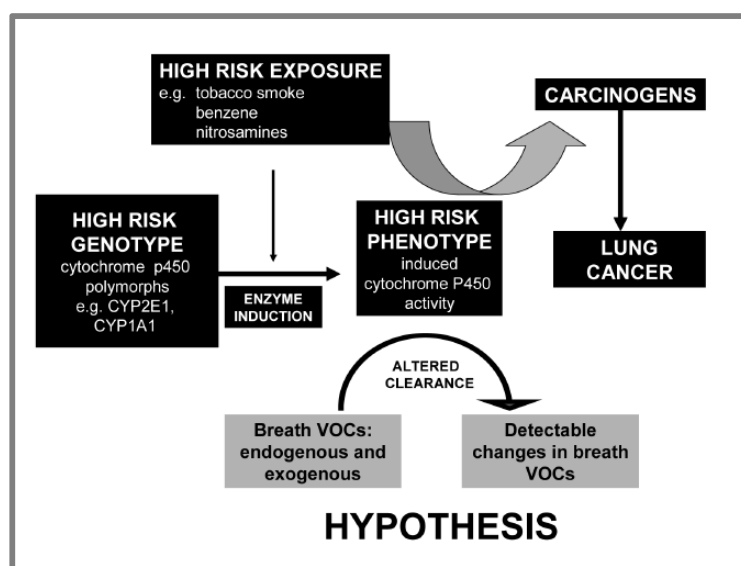 HIGH RISK EXPOSURE
e.g. tobacco smoke
benzene
nitrosamines
CARCINOGENS
HIGH RISK
GENOTYPE
cytochrome p450
polymorphs
e.g. CYP2E1,
CYP1A1
ENZYME
INDUCTION
HIGH RISK
PHENOTYPE
induced
cytochrome P450
activity
LUNG
CANCER
ALTERED
CLEARANCE
Breath VOCs:
endogenous and
exogenous
Detectable
changes in breath
VOCs
HYPOTHESIS